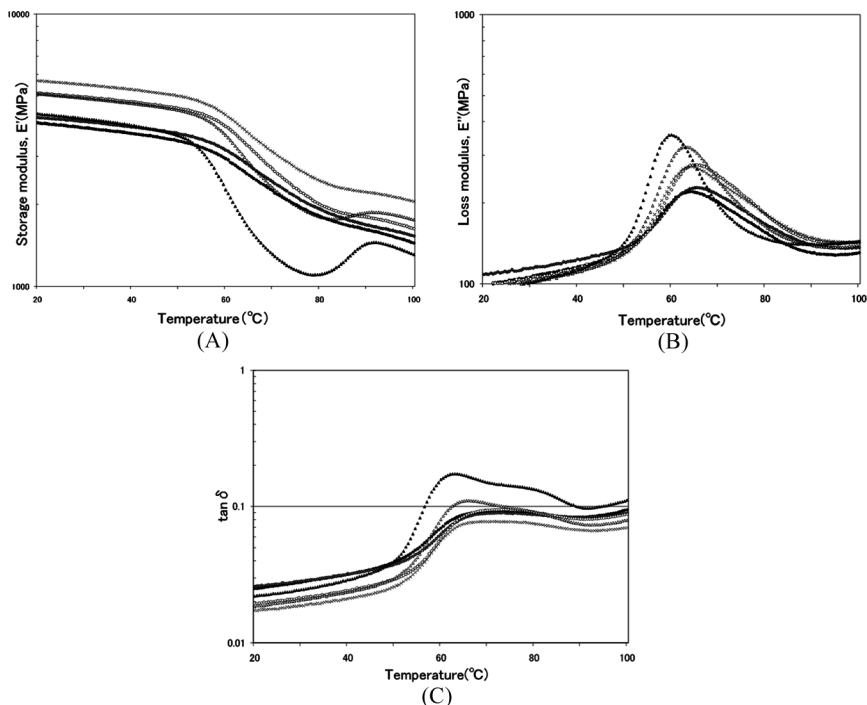 10000
Storage modulus, E'(MPa)
1000
20
40
60
80
100
Temperature(°C)
(A)
1000
Loss modulus, E''(MPa)
100
20
40
60
80
100
Temperature(°C)
(B)
1
tan δ
0.1
0.01
20
40
60
80
100
Temperature(°C)
(C)